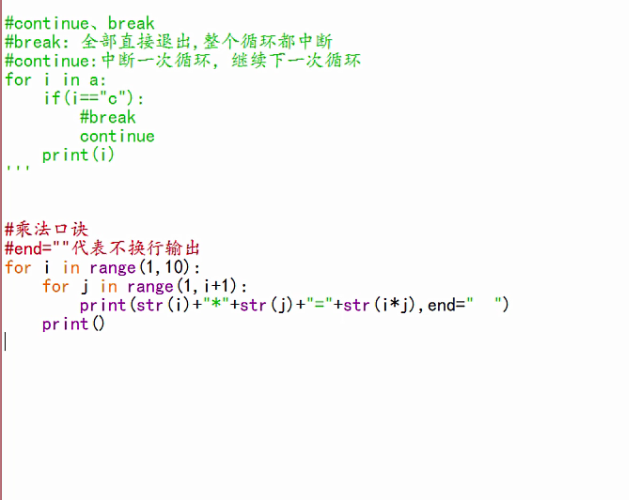 #continue、break
#break: 全部直接退出,整个循环都中断
#continue:中断一次循环, 继续下一次循环
for i in a:
    if(i=="c"):
        #break
        continue
    print(i)
'''
#乘法口诀
#end=""代表不换行输出
for i in range(1,10):
    for j in range(1,i+1):
        print(str(i)+"*"+str(j)+"="+str(i*j),end="  ")
    print()